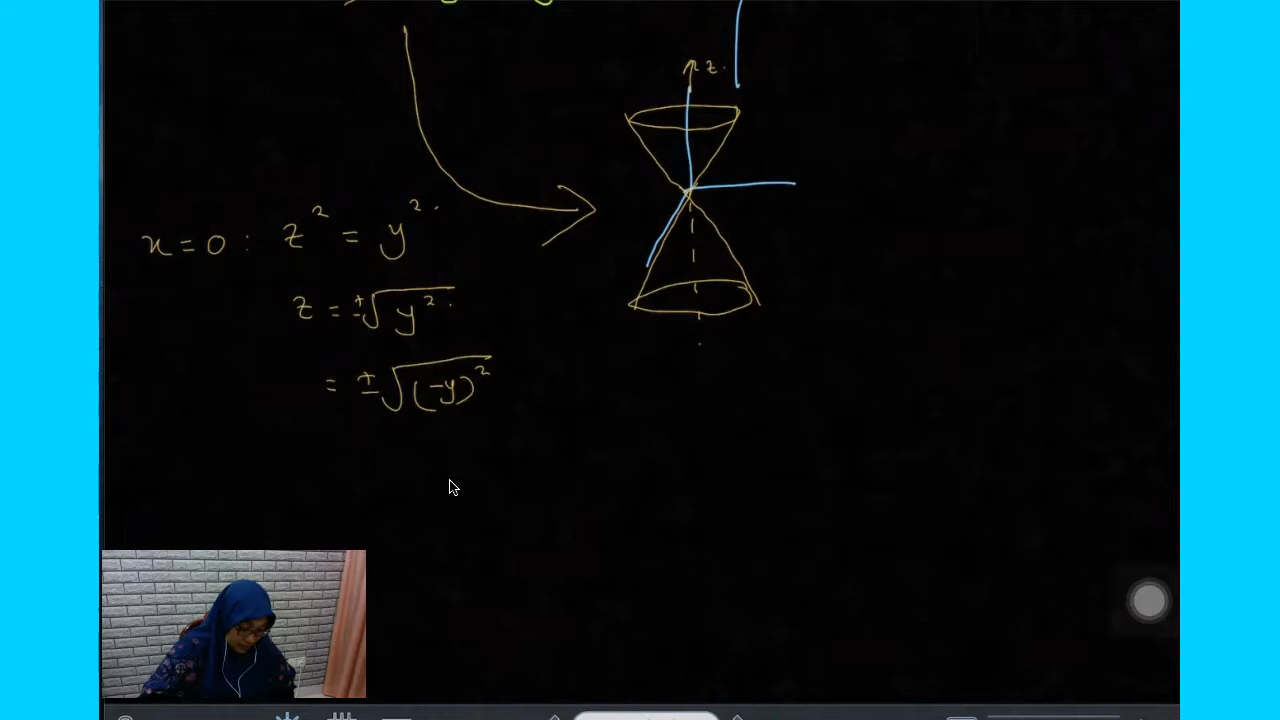 z.
x = 0 : z² = y².
z = ±√y².
= ±√(-y)²